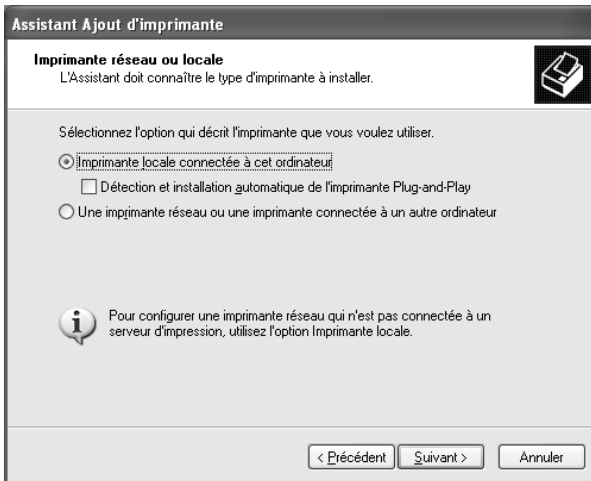 Assistant Ajout d'imprimante
Imprimante réseau ou locale
L'Assistant doit connaître le type d'imprimante à installer.
Sélectionnez l'option qui décrit l'imprimante que vous voulez utiliser.
Imprimante locale connectée à cet ordinateur
Détection et installation automatique de l'imprimante Plug-and-Play
Une imprimante réseau ou une imprimante connectée à un autre ordinateur
Pour configurer une imprimante réseau qui n'est pas connectée à un
serveur d'impression, utilisez l'option Imprimante locale.
< Précédent Suivant > Annuler